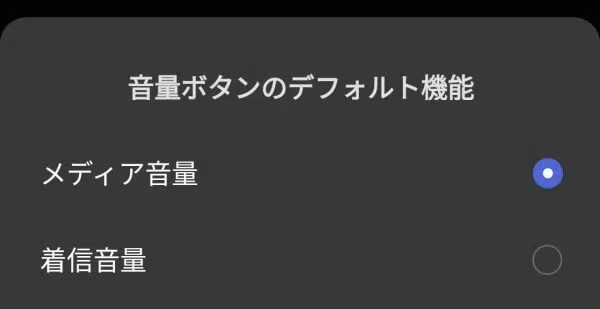 音量ボタンのデフォルト機能
メディア音量
着信音量